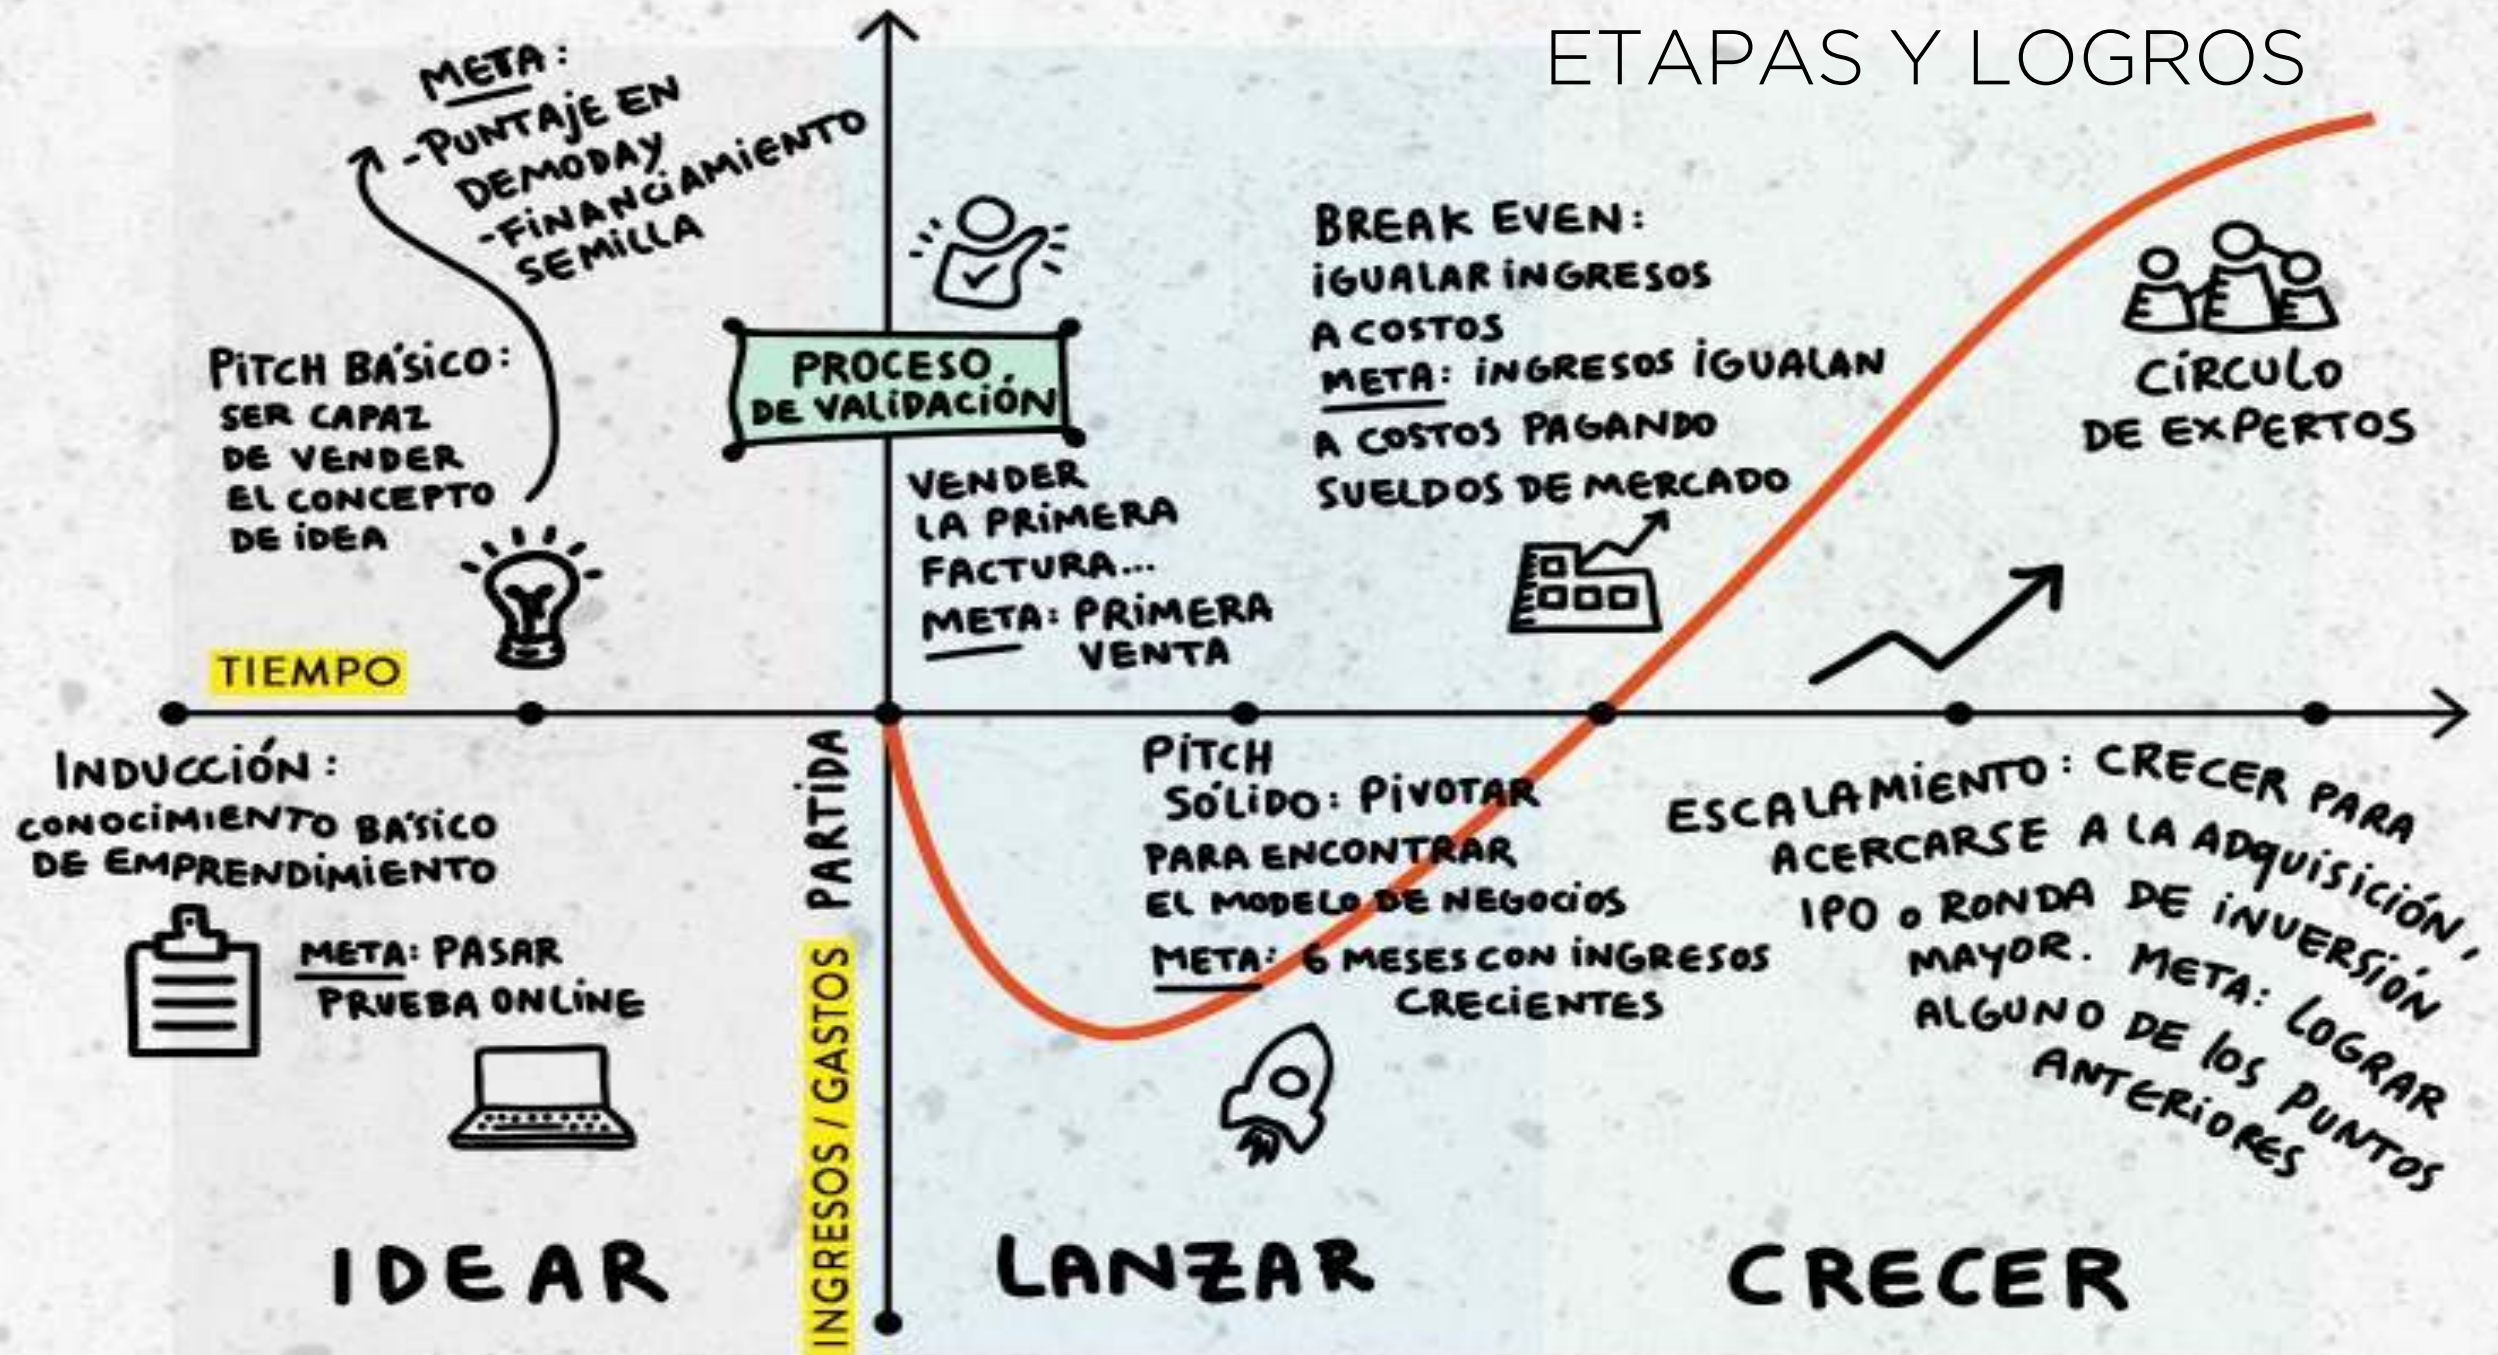 ETAPAS Y LOGROS
META:
-PUNTAJE EN
DEMODAY
-FINANCIAMIENTO
SEMILLA
PITCH BÁSICO:
SER CAPAZ
DE VENDER
EL CONCEPTO
DE IDEA
TIEMPO
PROCESO
DE VALIDACIÓN
VENDER
LA PRIMERA
FACTURA...
META: PRIMERA
VENTA
BREAK EVEN:
IGUALAR INGRESOS
A COSTOS
META: INGRESOS IGUALAN
A COSTOS PAGANDO
SUELDOS DE MERCADO
CÍRCULO
DE EXPERTOS
INDUCCIÓN:
CONOCIMIENTO BÁSICO
DE EMPRENDIMIENTO
META: PASAR
PRUEBA ONLINE
INGRESOS / GASTOS PARTIDA
PITCH
SÓLIDO: PIVOTAR
PARA ENCONTRAR
EL MODELO DE NEGOCIOS
META: 6 MESES CON INGRESOS
CRECIENTES
ESCALAMIENTO: CRECER PARA
ACERCARSE A LA ADQUISICIÓN,
IPO o RONDA DE INVERSIÓN
MAYOR. META: LOGRAR
ALGUNO DE LOS PUNTOS
ANTERIORES
IDEAR
LANZAR
CRECER